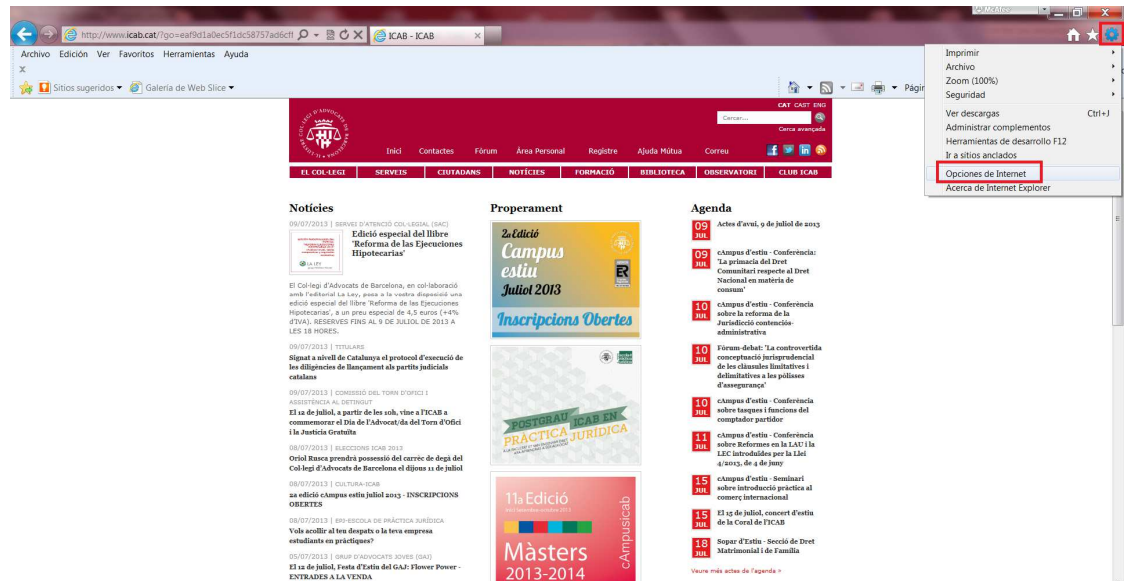 McAfee
http://www.icab.cat/?go=eaf9d1a0ec5f1dc58757ad6cf1
ICAB - ICAB
Archivo Edición Ver Favoritos Herramientas Ayuda
x
Sitios sugeridos
Galería de Web Slice
Págin
Imprimir
Archivo
Zoom (100%)
Seguridad
Ver descargas Ctrl+J
Administrar complementos
Herramientas de desarrollo F12
Ir a sitios anclados
Opciones de Internet
Acerca de Internet Explorer
CAT CAST ENG
Cercar...
Cerca avançada
Inici Contactes Fòrum Àrea Personal Registre Ajuda Mútua Correu
EL COL·LEGI SERVEIS CIUTADANS NOTÍCIES FORMACIÓ BIBLIOTECA OBSERVATORI CLUB ICAB
Notícies
09/07/2013 | SERVEI D'ATENCIÓ COL·LEGIAL (SAC)
Edició especial del llibre
'Reforma de las Ejecuciones
Hipotecarias'
LA LEY
El Col·legi d'Advocats de Barcelona, en col·laboració
amb l'editorial La Ley, posa a la vostra disposició una
edició especial del llibre 'Reforma de las Ejecuciones
Hipotecarias', a un preu especial de 4,5 euros (+4%
d'IVA). RESERVES FINS AL 9 DE JULIOL DE 2013 A
LES 18 HORES.
09/07/2013 | TITULARS
Signat a nivell de Catalunya el protocol d'execució de
les diligències de llançament als partits judicials
catalans
09/07/2013 | COMISSIÓ DEL TORN D'OFICI I
ASSISTÈNCIA AL DETINGUT
El 12 de juliol, a partir de les 10h, vine a l'ICAB a
commemorar el Dia de l'Advocat/da del Torn d'Ofici
i la Justícia Gratuïta
08/07/2013 | ELECCIONS ICAB 2013
Oriol Rusca prendrà possessió del carrèc de degà del
Col·legi d'Advocats de Barcelona el dijous 11 de juliol
08/07/2013 | CULTURA-ICAB
2a edició cAmpus estiu juliol 2013 - INSCRIPCIONS
OBERTES
08/07/2013 | EPJ-ESCOLA DE PRÀCTICA JURÍDICA
Vols acollir al teu despatx o la teva empresa
estudiants en pràctiques?
05/07/2013 | GRUP D'ADVOCATS JOVES (GAJ)
El 12 de juliol, Festa d'Estiu del GAJ: Flower Power -
ENTRADES A LA VENDA
Properament
2a Edició
Campus
estiu
Juliol 2013
Inscripcions Obertes
POSTGRAU ICAB EN
PRÀCTICA JURÍDICA
11a Edició
Màsters
2013-2014
cAmpusicab
Agenda
09 JUL
Actes d'avui, 9 de juliol de 2013
09 JUL
cAmpus d'estiu - Conferència:
'La primacia del Dret
Comunitari respecte al Dret
Nacional en matèria de
consum'
10 JUL
cAmpus d'estiu - Conferència
sobre la reforma de la
Jurisdicció contenciós-
administrativa
10 JUL
Fòrum-debat: 'La controvertida
conceptuació jurisprudencial
de les clàusules limitatives i
delimitatives a les pòlisses
d'assegurança'
10 JUL
cAmpus d'estiu - Conferència
sobre tasques i funcions del
comptador partidor
11 JUL
cAmpus d'estiu - Conferència
sobre Reformes en la LAU i la
LEC introduïdes per la Llei
4/2013, de 4 de juny
15 JUL
cAmpus d'estiu - Seminari
sobre introducció pràctica al
comerç internacional
15 JUL
El 15 de juliol, concert d'estiu
de la Coral de l'ICAB
18 JUL
Sopar d'Estiu - Secció de Dret
Matrimonial i de Família
Veure més actes de l'agenda »